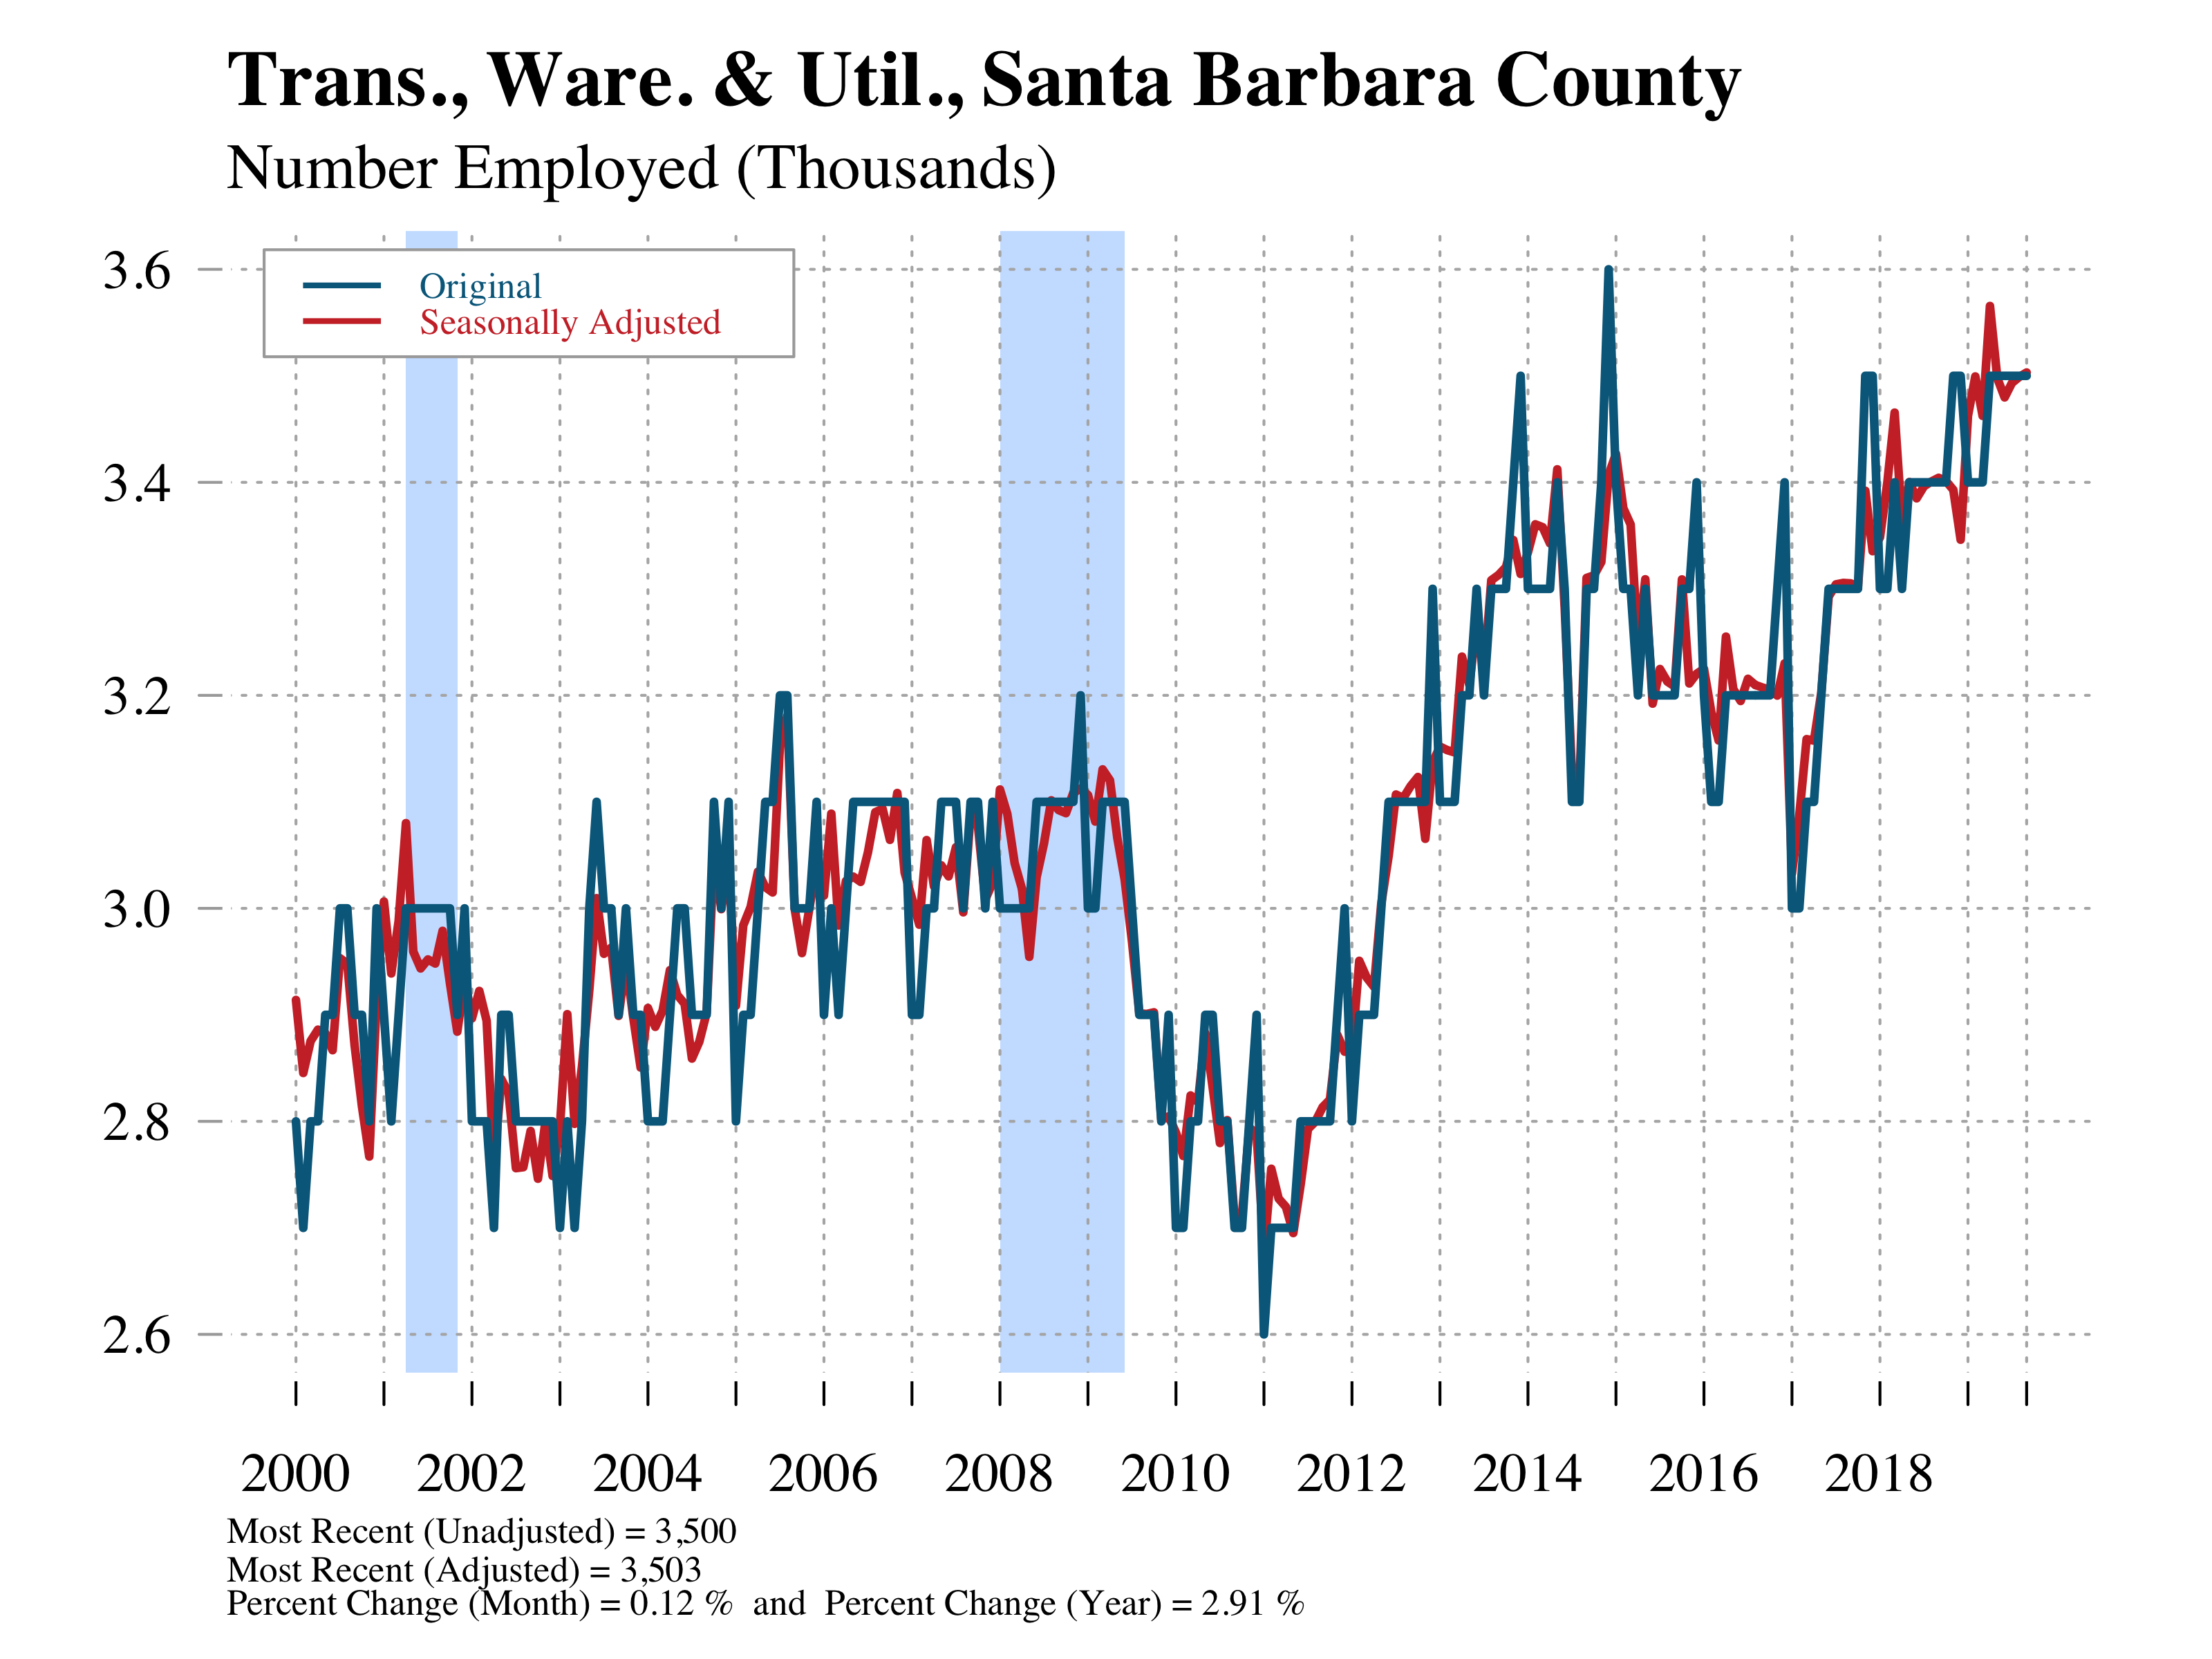 Trans., Ware. & Util., Santa Barbara County
Number Employed (Thousands)
3.6
Original
Seasonally Adjusted
3.4
3.2
3.0
2.8
2.6
2000 2002 2004 2006 2008 2010 2012 2014 2016 2018
Most Recent (Unadjusted) = 3,500
Most Recent (Adjusted) = 3,503
Percent Change (Month) = 0.12 % and Percent Change (Year) = 2.91 %